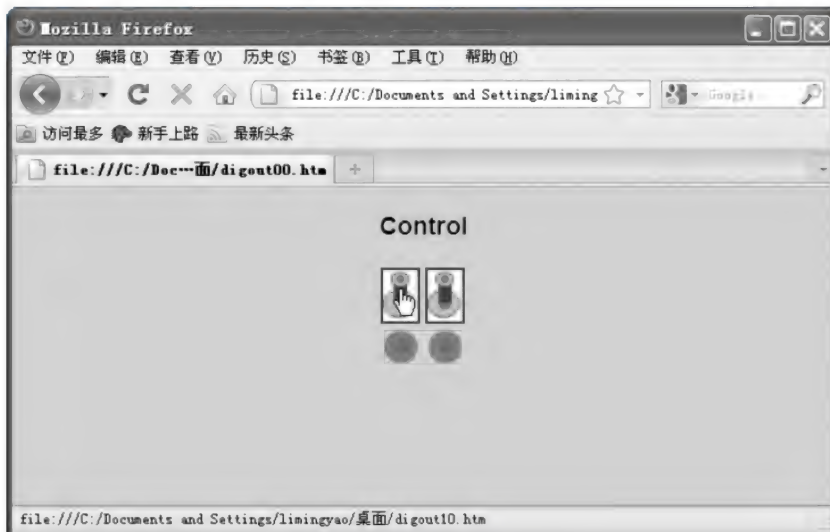 Mozilla Firefox
文件(F) 编辑(E) 查看(V) 历史(S) 书签(B) 工具(T) 帮助(H)
file:///C:/Documents and Settings/liming Google
访问最多 新手上路 最新头条
file:///C:/Doc…面/digout00.htm
Control
file:///C:/Documents and Settings/limingyao/桌面/digout10.htm